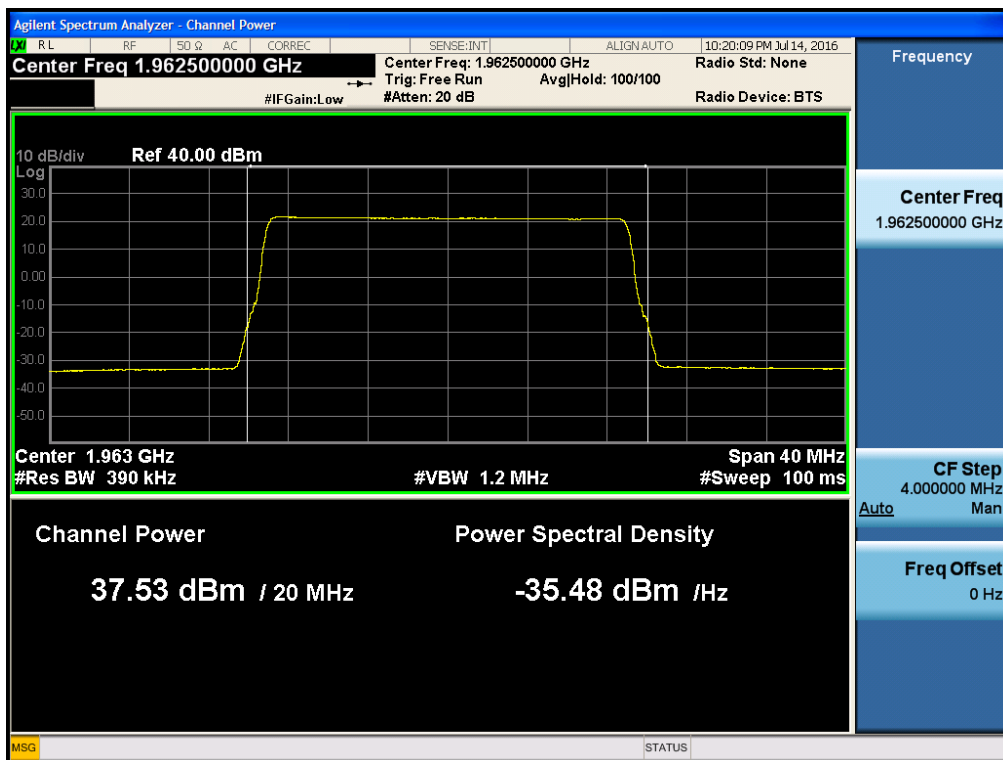 Agilent Spectrum Analyzer - Channel Power
LXI RL RF 50 Ω AC CORREC SENSE:INT ALIGN AUTO 10:20:09 PM Jul 14, 2016
Center Freq 1.962500000 GHz
Center Freq: 1.962500000 GHz
Radio Std: None
Trig: Free Run Avg|Hold: 100/100
#IFGain:Low
#Atten: 20 dB
Radio Device: BTS
10 dB/div Ref 40.00 dBm
Log
30.0
20.0
10.0
0.00
-10.0
-20.0
-30.0
-40.0
-50.0
Center 1.963 GHz Span 40 MHz
#Res BW 390 kHz #VBW 1.2 MHz #Sweep 100 ms
Channel Power Power Spectral Density
37.53 dBm / 20 MHz -35.48 dBm /Hz
Frequency
Center Freq
1.962500000 GHz
CF Step
4.000000 MHz
Auto Man
Freq Offset
0 Hz
MSG STATUS